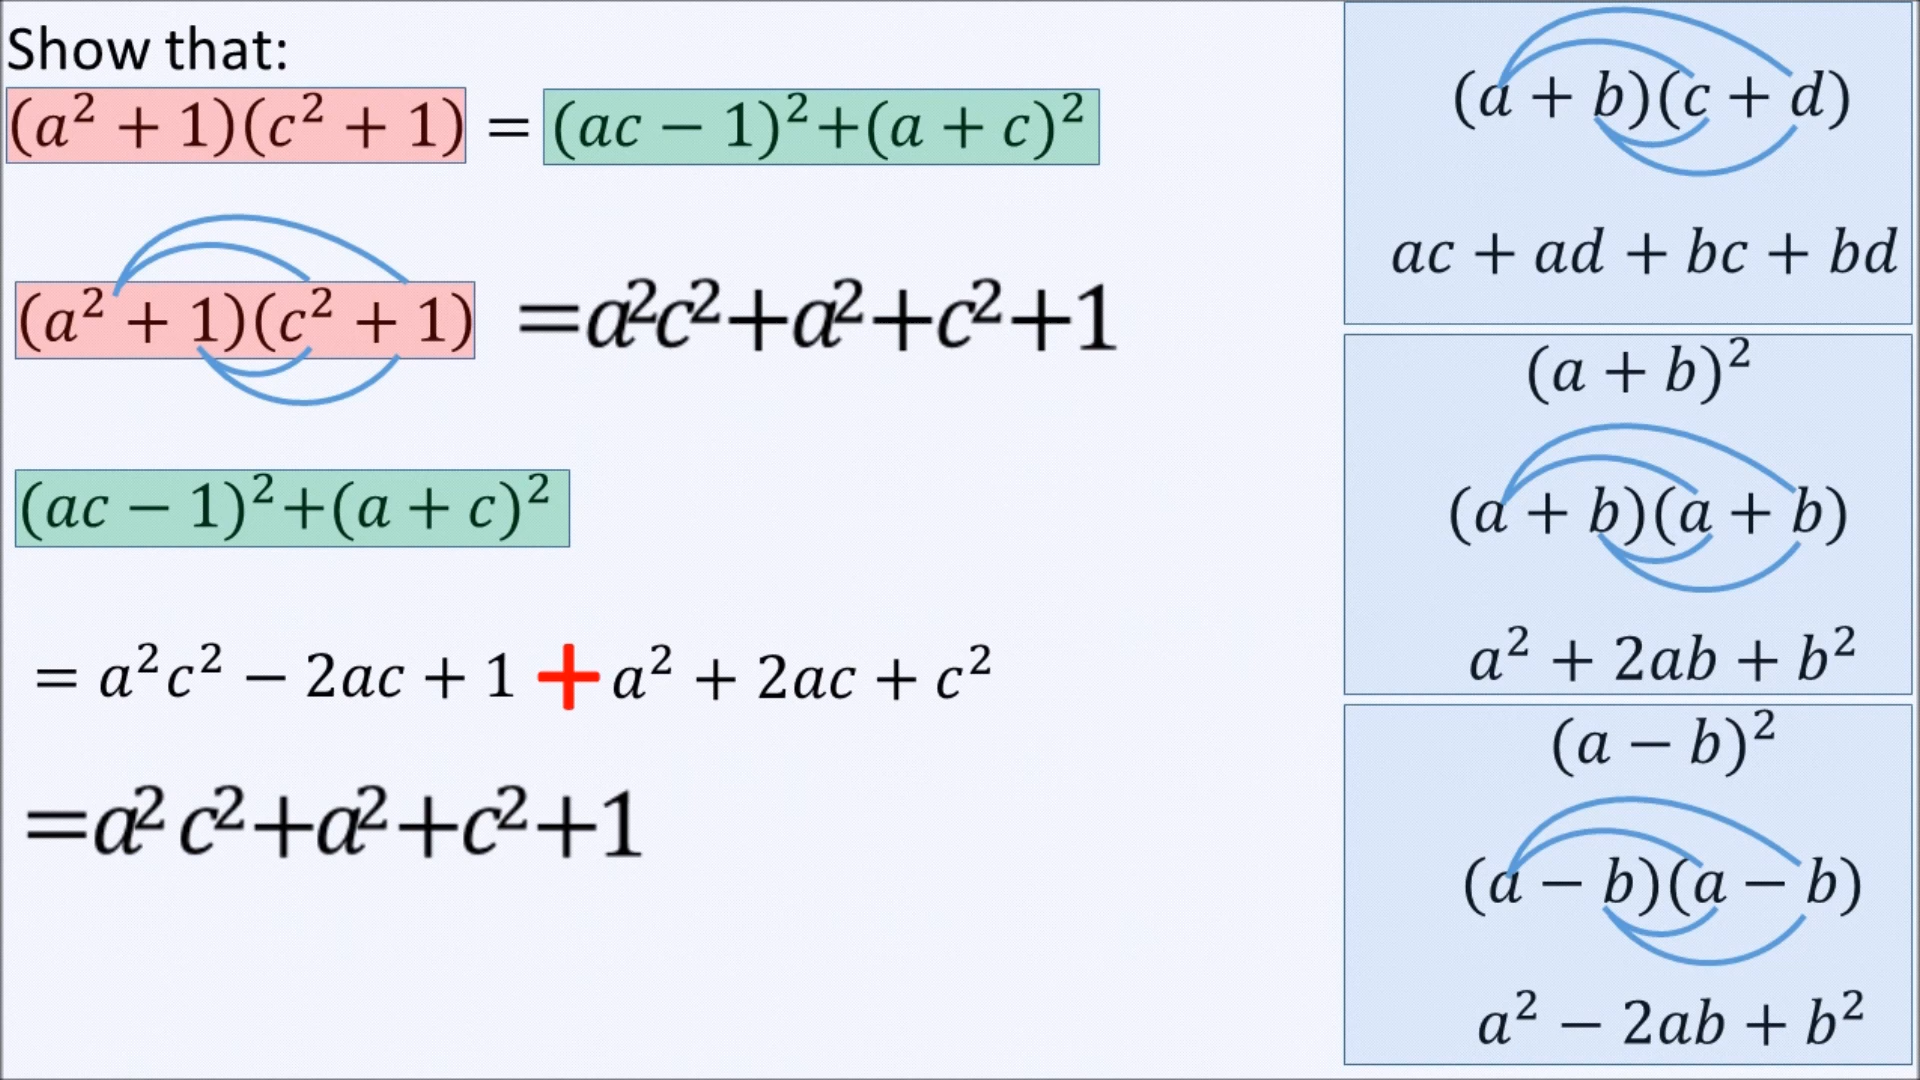 Show that:
(a² + 1)(c² + 1) = (ac − 1)²+(a + c)²
(a² + 1)(c² + 1) =a²c²+a²+c²+1
(ac − 1)²+(a + c)²
= a²c² − 2ac + 1 + a² + 2ac + c²
=a²c²+a²+c²+1
(a + b)(c + d)
ac + ad + bc + bd
(a + b)²
(a + b)(a + b)
a² + 2ab + b²
(a − b)²
(a − b)(a − b)
a² − 2ab + b²